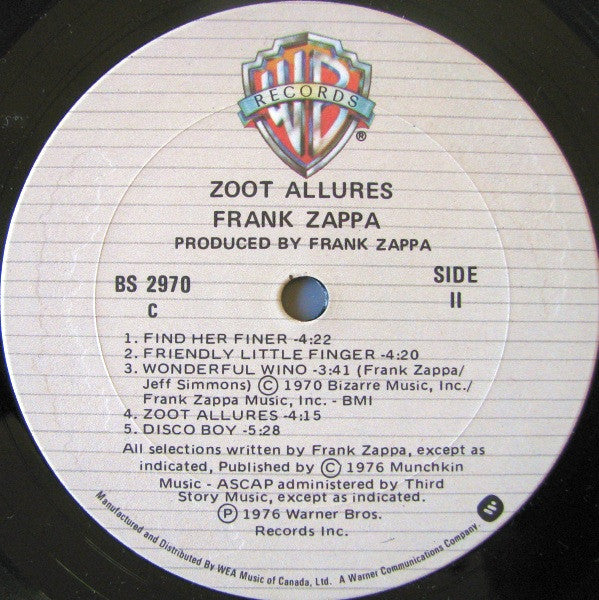 WB
RECORDS
®
ZOOT ALLURES
FRANK ZAPPA
PRODUCED BY FRANK ZAPPA
BS 2970
C
SIDE
II
1. FIND HER FINER -4:22
2. FRIENDLY LITTLE FINGER -4:20
3. WONDERFUL WINO -3:41 (Frank Zappa/
Jeff Simmons) Ⓒ 1970 Bizarre Music, Inc./
Frank Zappa Music Inc. - BMI
4. ZOOT ALLURES -4:15
5. DISCO BOY -5:28
All selections written by Frank Zappa, except as
indicated, Published by Ⓒ 1976 Munchkin
Music - ASCAP administered by Third
Story Music, except as indicated.
Ⓟ 1976 Warner Bros.
Records Inc.
Manufactured and Distributed By WEA Music of Canada, Ltd. A Warner Communications Company